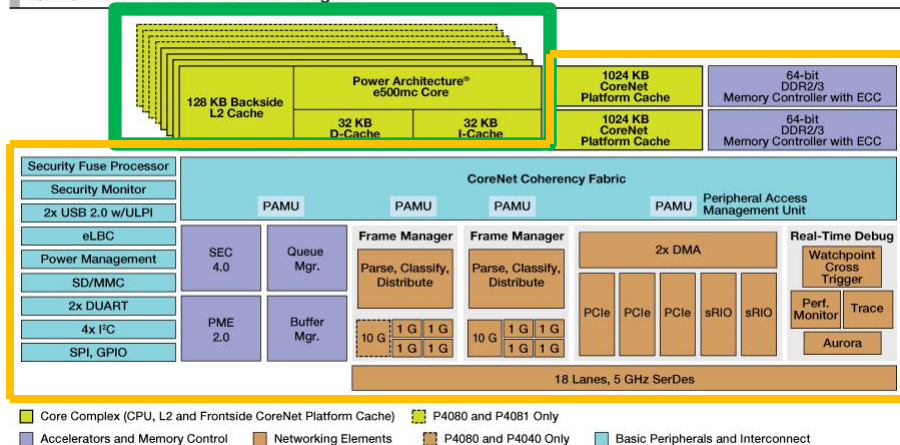 Power Architecture®
e500mc Core
128 KB Backside
L2 Cache
32 KB
D-Cache
32 KB
I-Cache
1024 KB
CoreNet
Platform Cache
64-bit
DDR2/3
Memory Controller with ECC
1024 KB
CoreNet
Platform Cache
64-bit
DDR2/3
Memory Controller with ECC
Security Fuse Processor
Security Monitor
2x USB 2.0 w/ULPI
eLBC
Power Management
SD/MMC
2x DUART
4x I²C
SPI, GPIO
CoreNet Coherency Fabric
PAMU
PAMU
PAMU
PAMU
Peripheral Access
Management Unit
SEC
4.0
Queue
Mgr.
PME
2.0
Buffer
Mgr.
Frame Manager
Parse, Classify,
Distribute
10 G
1 G
1 G
1 G
1 G
Frame Manager
Parse, Classify,
Distribute
10 G
1 G
1 G
1 G
1 G
2x DMA
PCIe
PCIe
PCIe
sRIO
sRIO
Real-Time Debug
Watchpoint
Cross
Trigger
Perf.
Monitor
Trace
Aurora
18 Lanes, 5 GHz SerDes
Core Complex (CPU, L2 and Frontside CoreNet Platform Cache)
P4080 and P4081 Only
Accelerators and Memory Control
Networking Elements
P4080 and P4040 Only
Basic Peripherals and Interconnect